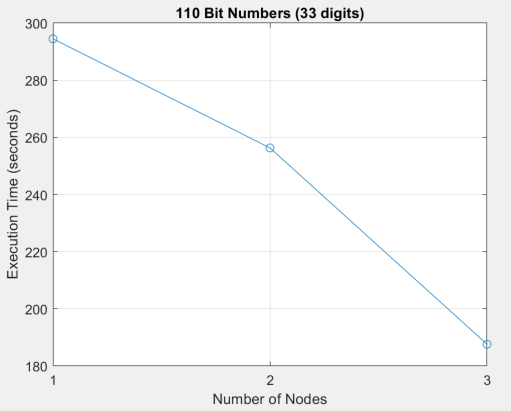 110 Bit Numbers (33 digits)
Execution Time (seconds)
300
280
260
240
220
200
180
1 2 3
Number of Nodes